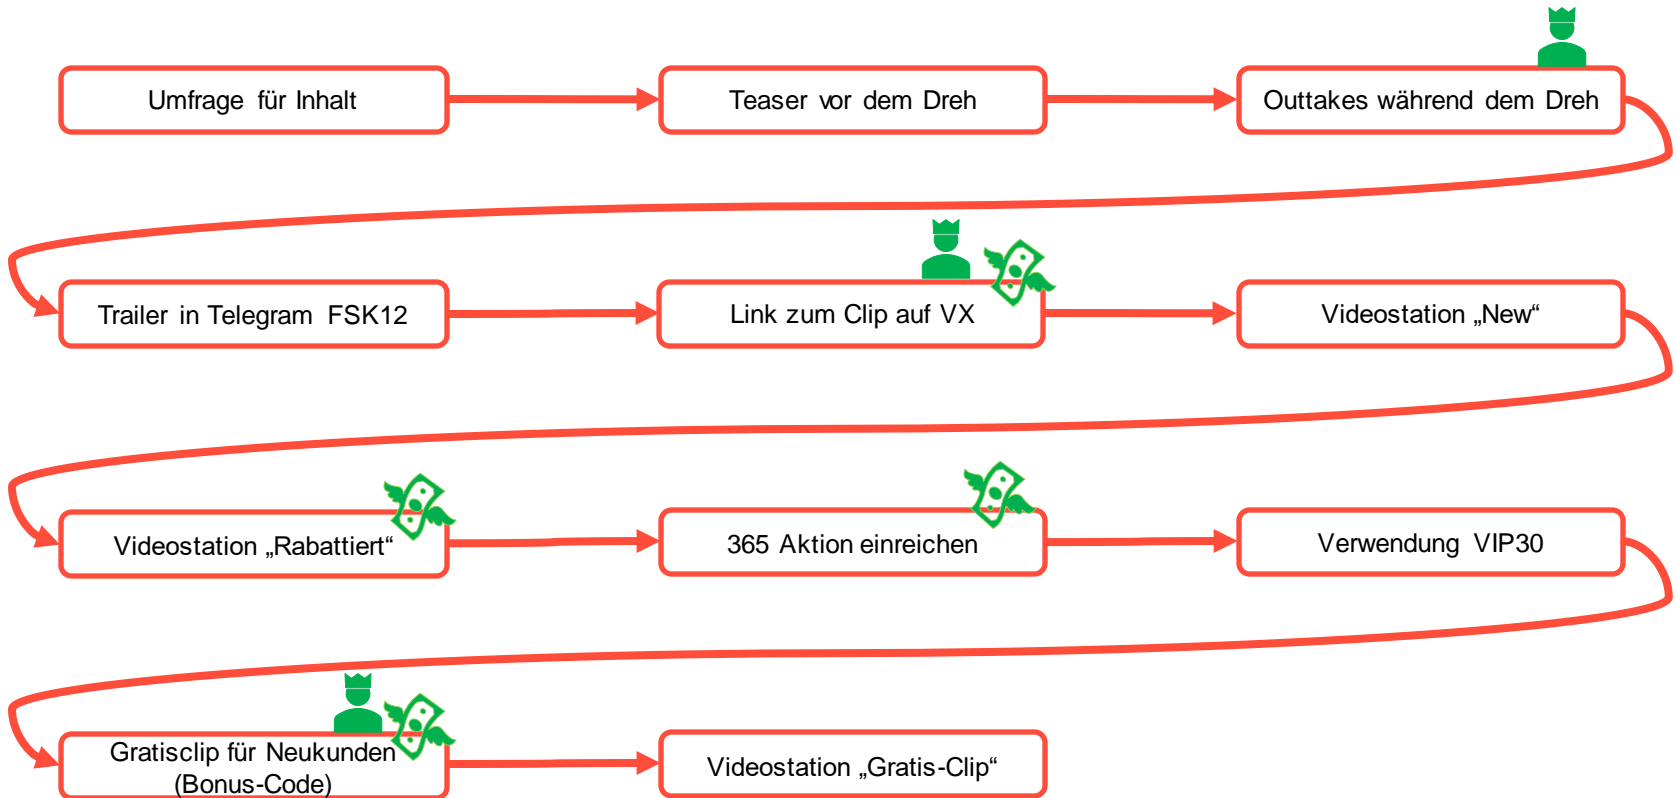 Umfrage für Inhalt
Teaser vor dem Dreh
Outtakes während dem Dreh
Trailer in Telegram FSK12
Link zum Clip auf VX
Videostation „New“
Videostation „Rabattiert“
365 Aktion einreichen
Verwendung VIP30
Gratisclip für Neukunden
(Bonus-Code)
Videostation „Gratis-Clip“